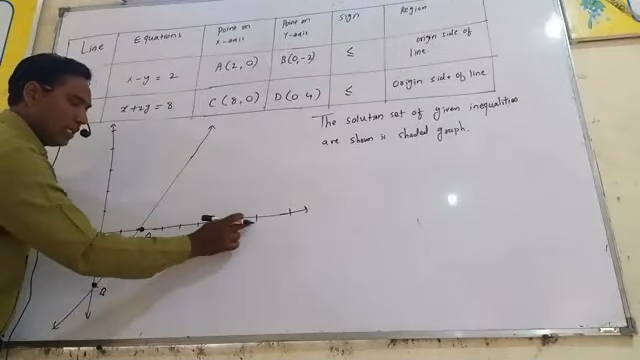 Line Equations Point on X-axis Point on Y-axis Sign Region
x-y = 2 A(2,0) B(0,-2) ≤ origin side of line.
x+2y = 8 C(8,0) D(0 4) ≤ Origin side of line
The solution set of given inequalities
are shown is shaded graph.
B